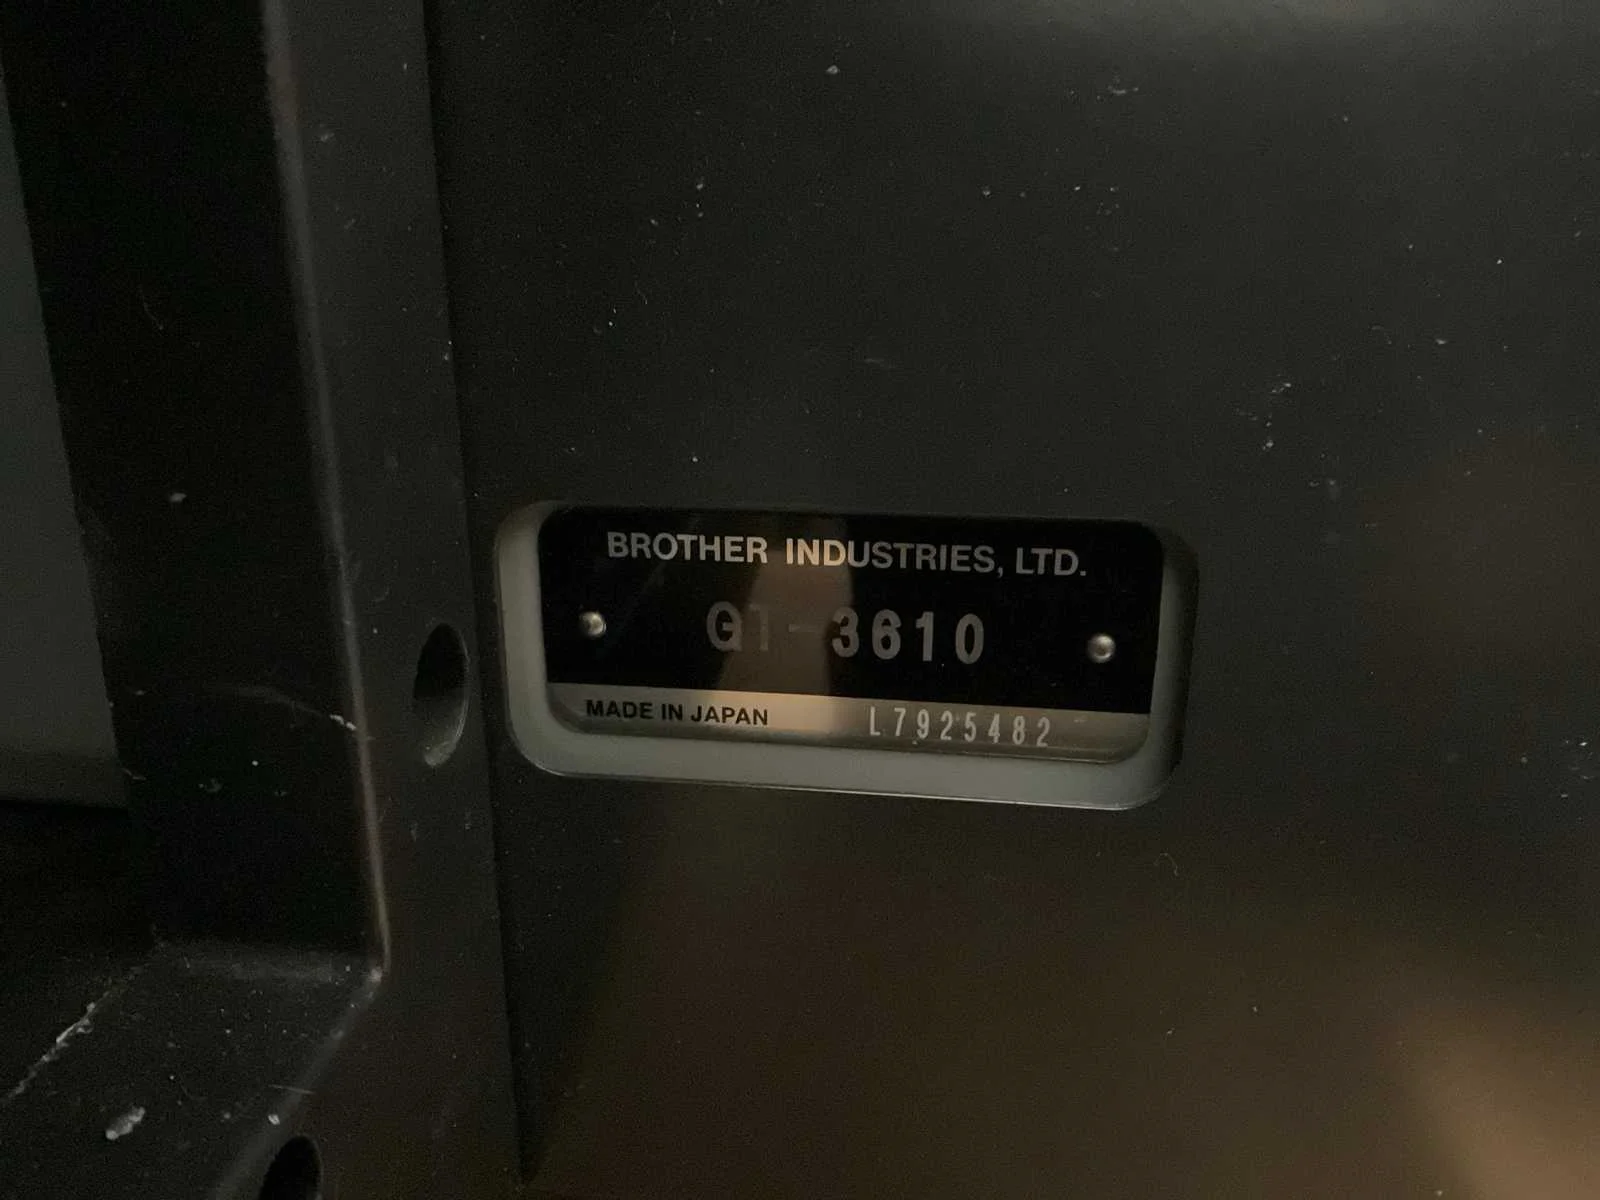 BROTHER INDUSTRIES, LTD.
GT-3610
MADE IN JAPAN
L7925482